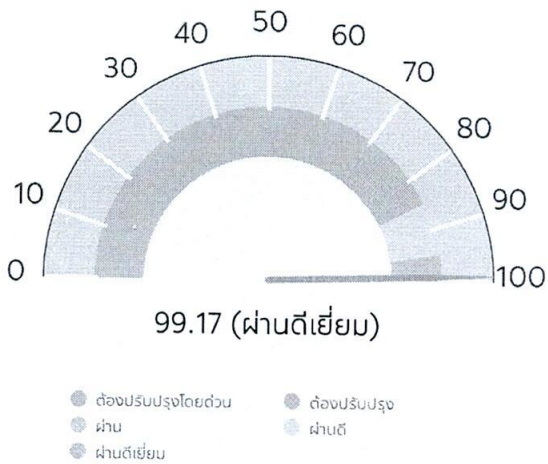 50
40
60
30
70
20
80
10
90
0
100
99.17 (ผ่านดีเยี่ยม)
ต้องปรับปรุงโดยด่วน
ต้องปรับปรุง
ผ่าน
ผ่านดี
ผ่านดีเยี่ยม